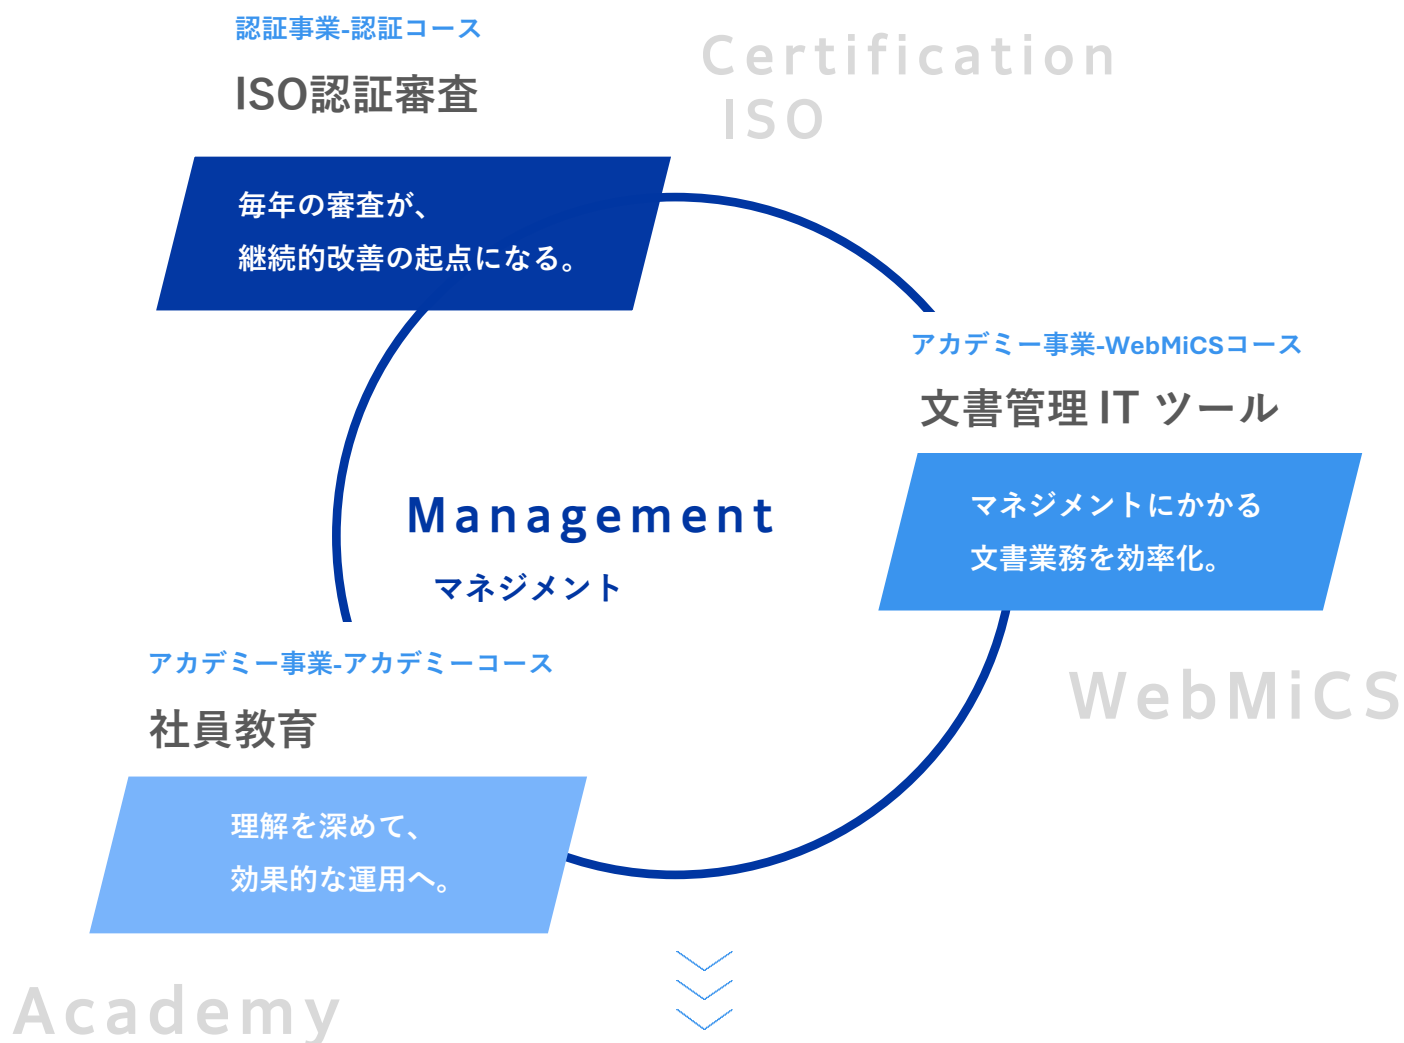 認証事業-認証コース
ISO認証審査
Certification
ISO
毎年の審査が、
継続的改善の起点になる。
アカデミー事業-WebMiCSコース
文書管理 IT ツール
マネジメントにかかる
文書業務を効率化。
WebMiCS
Management
マネジメント
アカデミー事業-アカデミーコース
社員教育
理解を深めて、
効果的な運用へ。
Academy